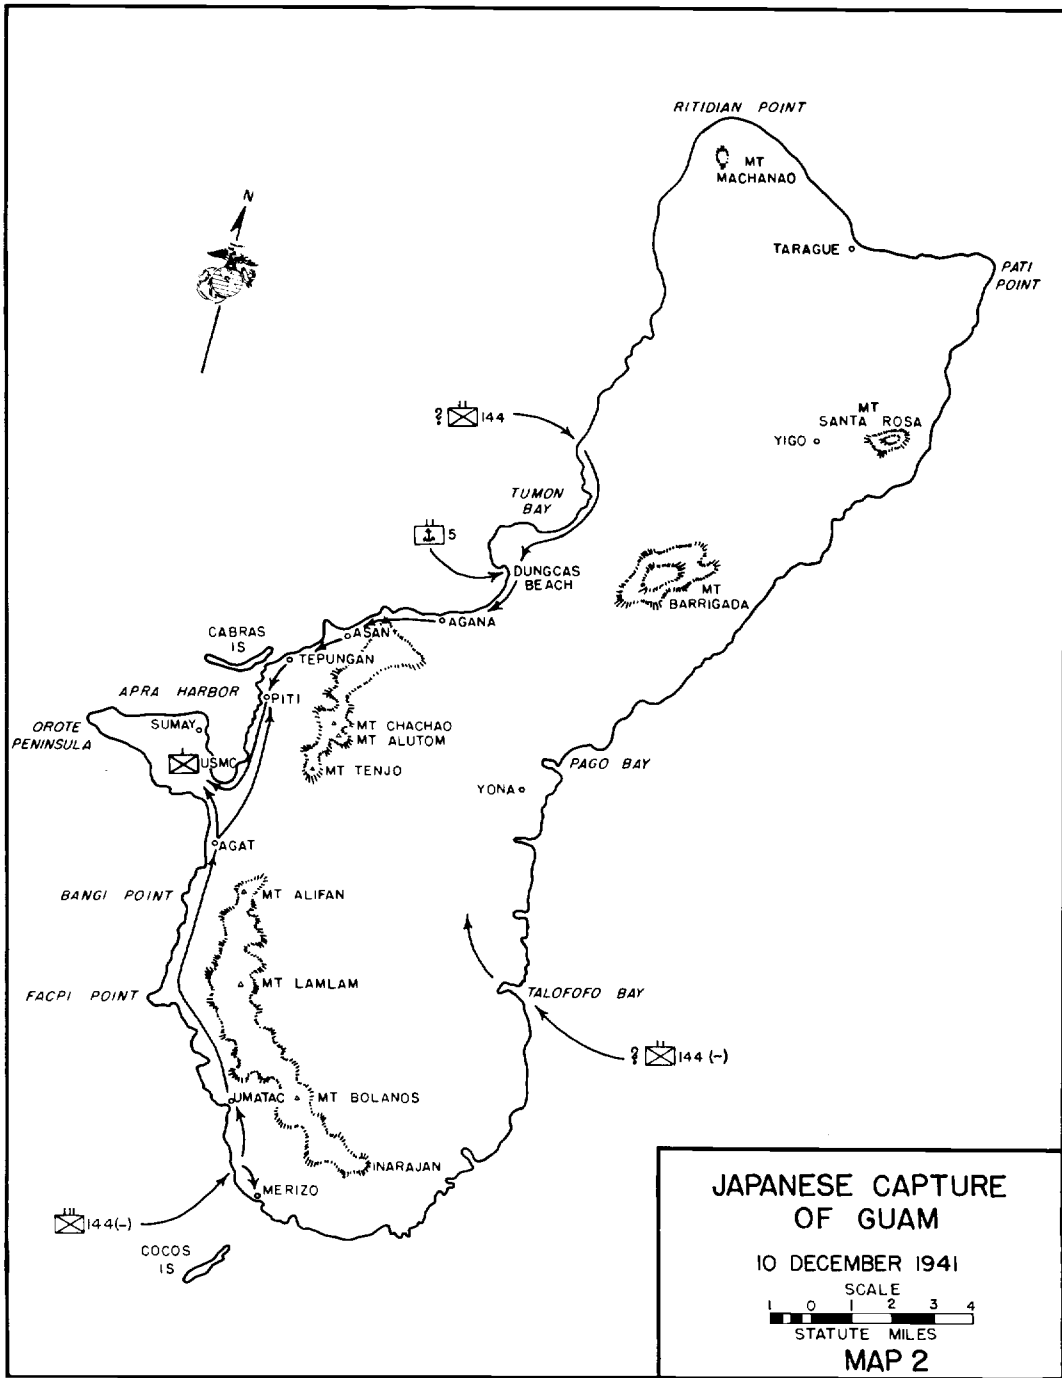 RITIDIAN POINT
MT
MACHANAO
N
TARAGUE
PATI
POINT
? 144
MT
SANTA ROSA
YIGO
TUMON
BAY
5
DUNGCAS
BEACH
MT
BARRIGADA
AGANA
ASAN
CABRAS
IS
TEPUNGAN
APRA HARBOR
PITI
OROTE
PENINSULA
SUMAY
MT CHACHAO
MT ALUTOM
USMC
MT TENJO
PAGO BAY
YONA
AGAT
BANGI POINT
MT ALIFAN
FACPI POINT
MT LAMLAM
TALOFOFO BAY
? 144 (-)
UMATAC
MT BOLANOS
INARAJAN
MERIZO
144(-)
COCOS
IS
JAPANESE CAPTURE
OF GUAM
10 DECEMBER 1941
SCALE
1 0 1 2 3 4
STATUTE MILES
MAP 2